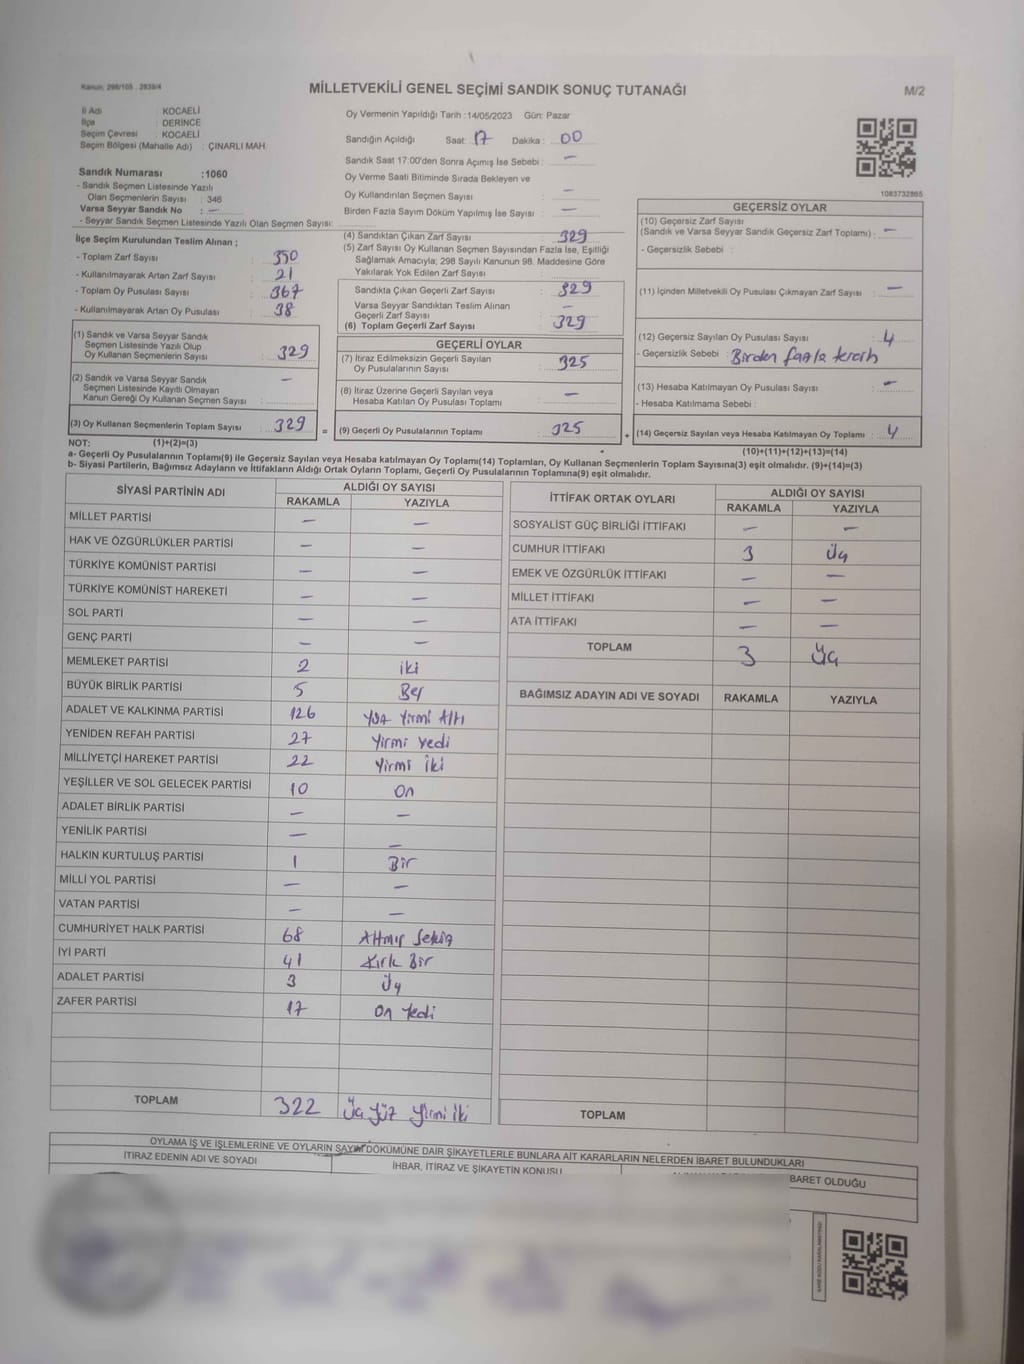 Kanun: 298/105 , 2839/4
MİLLETVEKİLİ GENEL SEÇİMİ SANDIK SONUÇ TUTANAĞI
M/2
İl Adı : KOCAELİ
İlçe : DERİNCE
Seçim Çevresi : KOCAELİ
Seçim Bölgesi (Mahalle Adı) : ÇINARLI MAH.
Oy Vermenin Yapıldığı Tarih :14/05/2023 Gün: Pazar
Sandığın Açıldığı Saat: 17 Dakika : 00
Sandık Saat 17:00'den Sonra Açılmış İse Sebebi : —
Oy Verme Saati Bitiminde Sırada Bekleyen ve
Oy Kullandırılan Seçmen Sayısı : —
Birden Fazla Sayım Döküm Yapılmış İse Sayısı : —
Sandık Numarası :1060
- Sandık Seçmen Listesinde Yazılı
Olan Seçmenlerin Sayısı : 346
Varsa Seyyar Sandık No : —
- Seyyar Sandık Seçmen Listesinde Yazılı Olan Seçmen Sayısı:
1083732865
İlçe Seçim Kurulundan Teslim Alınan ;
- Toplam Zarf Sayısı : 350
- Kullanılmayarak Artan Zarf Sayısı : 21
- Toplam Oy Pusulası Sayısı : 367
- Kullanılmayarak Artan Oy Pusulası : 38
(1) Sandık ve Varsa Seyyar Sandık
Seçmen Listesinde Yazılı Olup
Oy Kullanan Seçmenlerin Sayısı : 329
(2) Sandık ve Varsa Seyyar Sandık
Seçmen Listesinde Kayıtlı Olmayan
Kanun Gereği Oy Kullanan Seçmen Sayısı : —
(3) Oy Kullanan Seçmenlerin Toplam Sayısı : 329
(4) Sandıktan Çıkan Zarf Sayısı : 329
(5) Zarf Sayısı Oy Kullanan Seçmen Sayısından Fazla İse, Eşitliği
Sağlamak Amacıyla; 298 Sayılı Kanunun 98. Maddesine Göre
Yakılarak Yok Edilen Zarf Sayısı : —
Sandıkta Çıkan Geçerli Zarf Sayısı : 329
Varsa Seyyar Sandıktan Teslim Alınan
Geçerli Zarf Sayısı : —
(6) Toplam Geçerli Zarf Sayısı : 329
GEÇERLİ OYLAR
(7) İtiraz Edilmeksizin Geçerli Sayılan
Oy Pusulalarının Sayısı : 325
(8) İtiraz Üzerine Geçerli Sayılan veya
Hesaba Katılan Oy Pusulası Toplamı : —
= (9) Geçerli Oy Pusulalarının Toplamı : 325
GEÇERSİZ OYLAR
(10) Geçersiz Zarf Sayısı
(Sandık ve Varsa Seyyar Sandık Geçersiz Zarf Toplamı) : —
- Geçersizlik Sebebi :
(11) İçinden Milletvekili Oy Pusulası Çıkmayan Zarf Sayısı : —
(12) Geçersiz Sayılan Oy Pusulası Sayısı : 4
- Geçersizlik Sebebi : Birden fazla tercih
(13) Hesaba Katılmayan Oy Pusulası Sayısı : —
- Hesaba Katılmama Sebebi :
+ (14) Geçersiz Sayılan veya Hesaba Katılmayan Oy Toplamı : 4
NOT: (1)+(2)=(3)
(10)+(11)+(12)+(13)=(14)
a- Geçerli Oy Pusulalarının Toplamı(9) ile Geçersiz Sayılan veya Hesaba Katılmayan Oy Pusulası Toplamı(14) Toplamları, Oy Kullanan Seçmenlerin Toplam Sayısına(3) eşit olmalıdır. (9)+(14)=(3)
b- Siyasi Partilerin, Bağımsız Adayların ve İttifakların Aldığı Ortak Oyların Toplamı, Geçerli Oy Pusulalarının Toplamına(9) eşit olmalıdır.
SİYASİ PARTİNİN ADI
ALDIĞI OY SAYISI
RAKAMLA YAZIYLA
MİLLET PARTİSİ — —
HAK VE ÖZGÜRLÜKLER PARTİSİ — —
TÜRKİYE KOMÜNİST PARTİSİ — —
TÜRKİYE KOMÜNİST HAREKETİ — —
SOL PARTİ — —
GENÇ PARTİ — —
MEMLEKET PARTİSİ 2 iki
BÜYÜK BİRLİK PARTİSİ 5 Beş
ADALET VE KALKINMA PARTİSİ 126 Yüz Yirmi Altı
YENİDEN REFAH PARTİSİ 27 Yirmi Yedi
MİLLİYETÇİ HAREKET PARTİSİ 22 Yirmi İki
YEŞİLLER VE SOL GELECEK PARTİSİ 10 On
ADALET BİRLİK PARTİSİ — —
YENİLİK PARTİSİ — —
HALKIN KURTULUŞ PARTİSİ 1 Bir
MİLLİ YOL PARTİSİ — —
VATAN PARTİSİ — —
CUMHURİYET HALK PARTİSİ 68 Altmış Sekiz
İYİ PARTİ 41 Kırk Bir
ADALET PARTİSİ 3 Üç
ZAFER PARTİSİ 17 On Yedi
TOPLAM 322 Üç Yüz Yirmi İki
İTTİFAK ORTAK OYLARI
ALDIĞI OY SAYISI
RAKAMLA YAZIYLA
SOSYALİST GÜÇ BİRLİĞİ İTTİFAKI — —
CUMHUR İTTİFAKI 3 Üç
EMEK VE ÖZGÜRLÜK İTTİFAKI — —
MİLLET İTTİFAKI — —
ATA İTTİFAKI — —
TOPLAM 3 Üç
BAĞIMSIZ ADAYIN ADI VE SOYADI RAKAMLA YAZIYLA
TOPLAM
OYLAMA İŞ VE İŞLEMLERİNE VE OYLARIN SAYIM DÖKÜMÜNE DAİR ŞİKAYETLERLE BUNLARA AİT KARARLARIN NELERDEN İBARET BULUNDUKLARI
İTİRAZ EDENİN ADI VE SOYADI
İHBAR, İTİRAZ VE ŞİKAYETİN KONUSU
BARET OLDUĞU